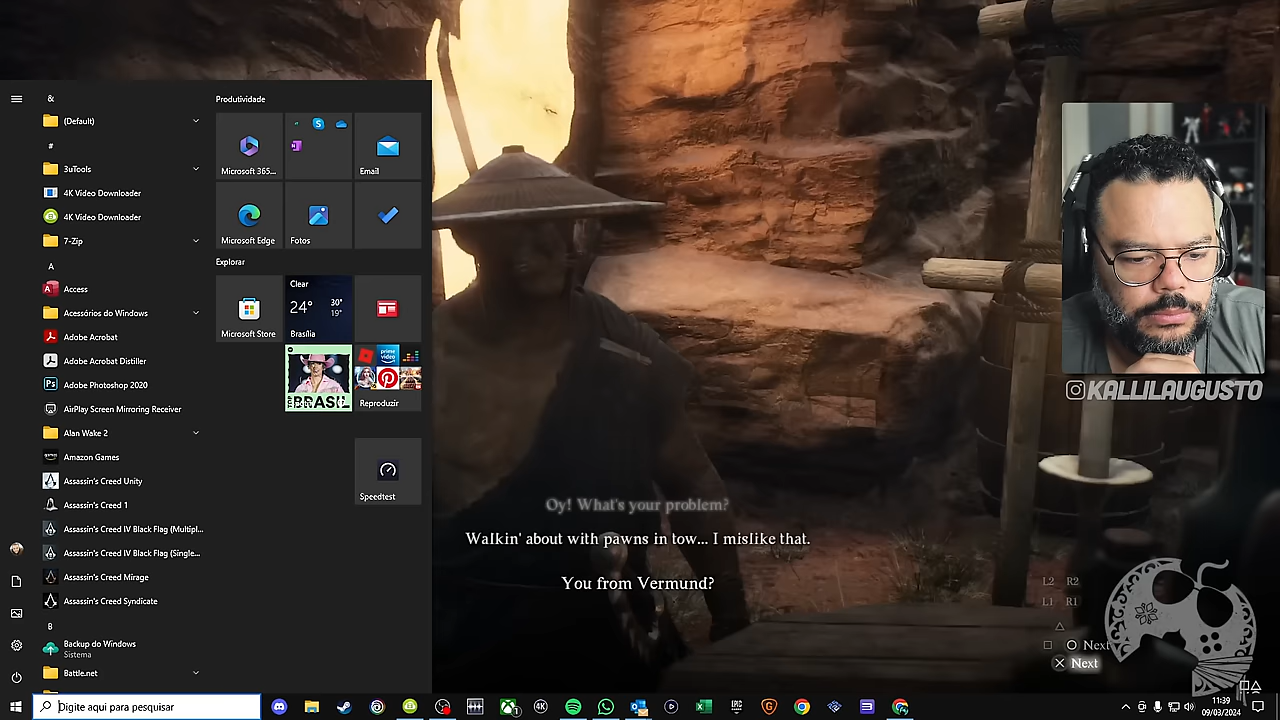 &
(Default)
#
3uTools
4K Video Downloader
4K Video Downloader
7-Zip
A
Access
Acessórios do Windows
Adobe Acrobat
Adobe Acrobat Distiller
Adobe Photoshop 2020
AirPlay Screen Mirroring Receiver
Alan Wake 2
Amazon Games
Assassin's Creed Unity
Assassin's Creed 1
Assassin's Creed IV Black Flag (Multipl...
Assassin's Creed IV Black Flag (Single...
Assassin's Creed Mirage
Assassin's Creed Syndicate
B
Backup do Windows
Sistema
Battle.net
Produtividade
Microsoft 365...
Email
Microsoft Edge
Fotos
Explorar
Microsoft Store
Clear
24° 30°
19°
Brasília
BRASIL
prime video
Reproduzir
Speedtest
Oy! What's your problem?
Walkin' about with pawns in tow... I mislike that.
You from Vermund?
KALLILAUGUSTO
L2 R2
L1 R1
Next
Next
Digite aqui para pesquisar
11:39
09/03/2024